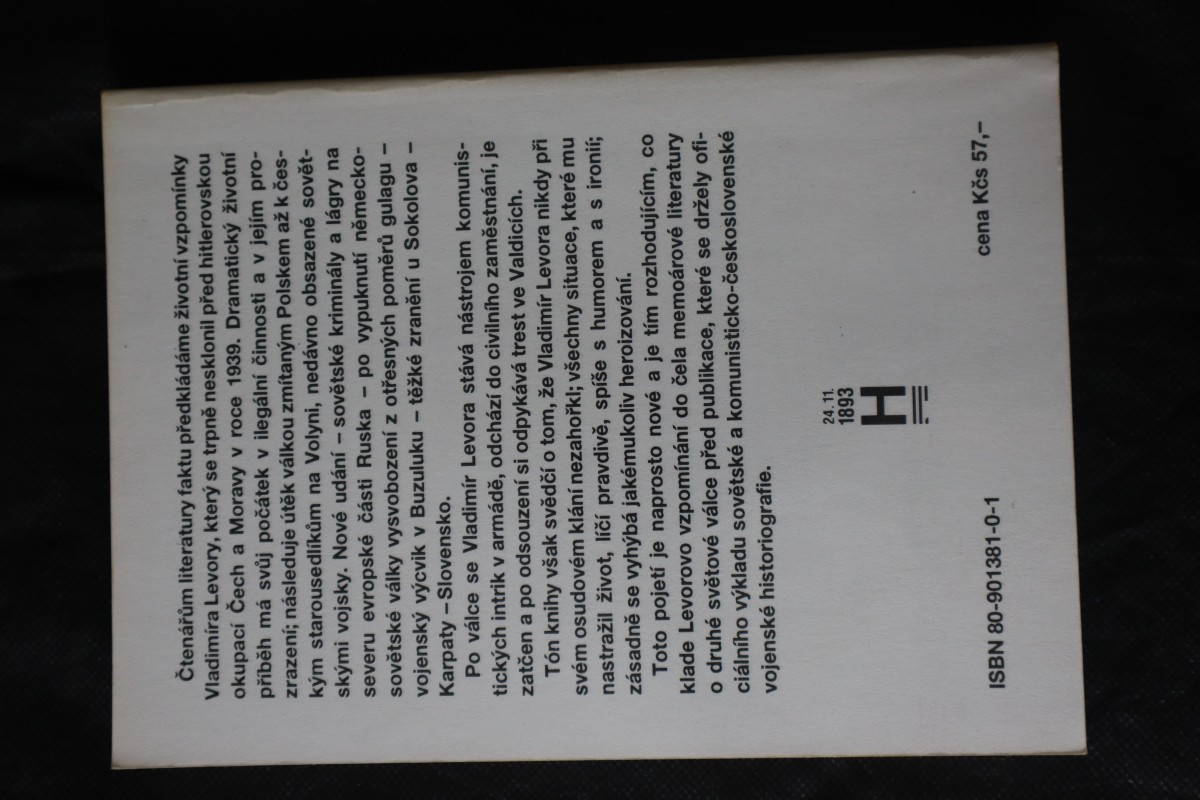 Čtenářům literatury faktu předkládáme životní vzpomínky
Vladimíra Levory, který se trpně nesklonil před hitlerovskou
okupací Čech a Moravy v roce 1939. Dramatický životní
příběh má svůj počátek v ilegální činnosti a v jejím pro-
zrazení; následuje útěk válkou zmítaným Polskem až k čes-
kým starousedlíkům na Volyni, nedávno obsazené sovět-
skými vojsky. Nové udání – sovětské kriminály a lágry na
severu evropské části Ruska – po vypuknutí německo-
sovětské války vysvobození z otřesných poměrů gulagu –
vojenský výcvik v Buzuluku – těžké zranění u Sokolova –
Karpaty –Slovensko.
Po válce se Vladimír Levora stává nástrojem komunis-
tických intrik v armádě, odchází do civilního zaměstnání, je
zatčen a po odsouzení si odpykává trest ve Valdicích.
Tón knihy však svědčí o tom, že Vladimír Levora nikdy při
svém osudovém klání nezahořkl; všechny situace, které mu
nastražil život, líčí pravdivě, spíše s humorem a s ironií;
zásadně se vyhýbá jakémukoliv heroizování.
Toto pojetí je naprosto nové a je tím rozhodujícím, co
klade Levorovo vzpomínání do čela memoárové literatury
o druhé světové válce před publikace, které se držely ofi-
ciálního výkladu sovětské a komunisticko-československé
vojenské historiografie.
24. 11.
1893
H
ISBN 80-901381-0-1
cena Kčs 57,–